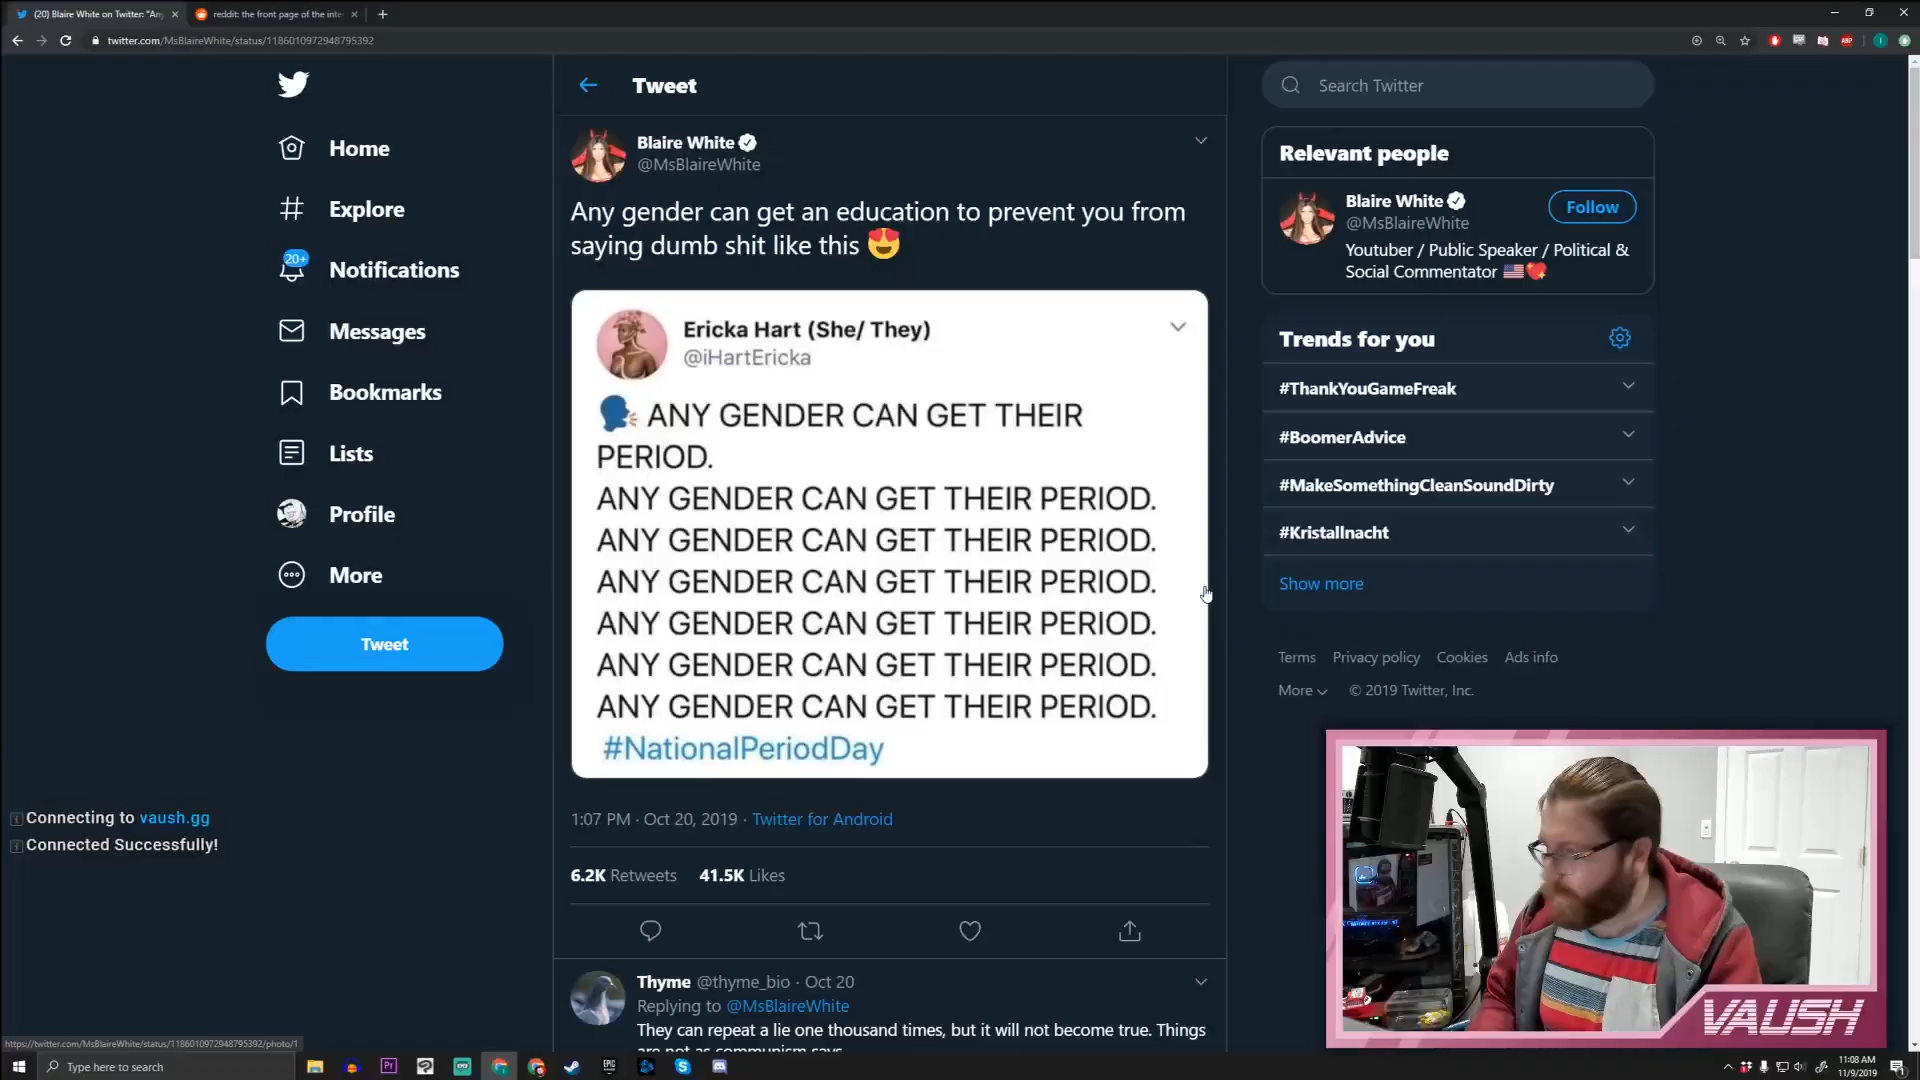 (20) Blaire White on Twitter: "An
reddit: the front page of the inte
twitter.com/MsBlaireWhite/status/1186010972948795392
Home
Explore
20+
Notifications
Messages
Bookmarks
Lists
Profile
More
Tweet
Connecting to vaush.gg
Connected Successfully!
Tweet
Blaire White
@MsBlaireWhite
Any gender can get an education to prevent you from
saying dumb shit like this 😍
Ericka Hart (She/ They)
@iHartEricka
🗣 ANY GENDER CAN GET THEIR
PERIOD.
ANY GENDER CAN GET THEIR PERIOD.
ANY GENDER CAN GET THEIR PERIOD.
ANY GENDER CAN GET THEIR PERIOD.
ANY GENDER CAN GET THEIR PERIOD.
ANY GENDER CAN GET THEIR PERIOD.
ANY GENDER CAN GET THEIR PERIOD.
#NationalPeriodDay
1:07 PM · Oct 20, 2019 · Twitter for Android
6.2K Retweets 41.5K Likes
Thyme @thyme_bio · Oct 20
Replying to @MsBlaireWhite
They can repeat a lie one thousand times, but it will not become true. Things
are not as communism says
Search Twitter
Relevant people
Blaire White
@MsBlaireWhite
Follow
Youtuber / Public Speaker / Political &
Social Commentator 🇺🇸💖
Trends for you
#ThankYouGameFreak
#BoomerAdvice
#MakeSomethingCleanSoundDirty
#Kristallnacht
Show more
Terms Privacy policy Cookies Ads info
More © 2019 Twitter, Inc.
VAUSH
https://twitter.com/MsBlaireWhite/status/1186010972948795392/photo/1
Type here to search
Pr
EPIC
11:08 AM
11/9/2019